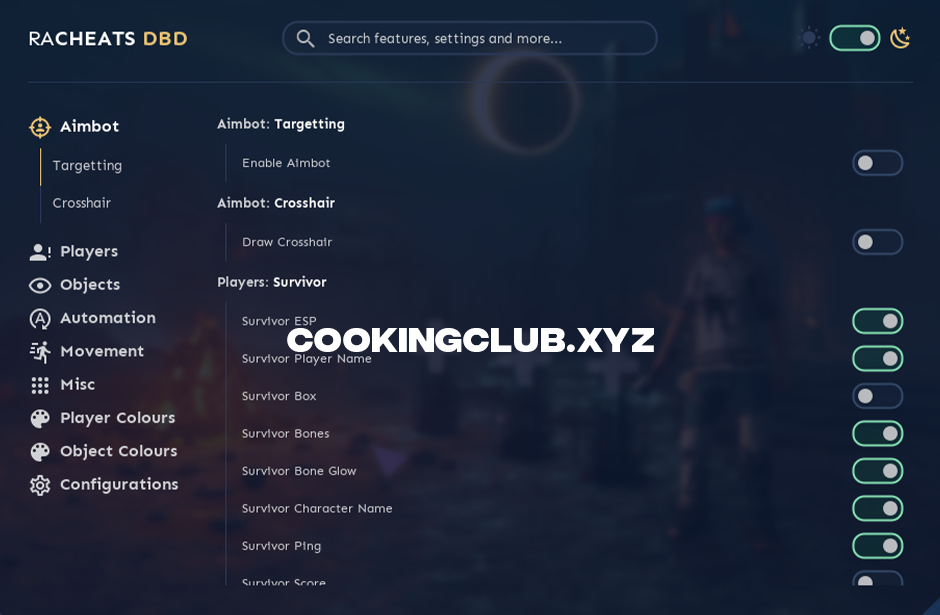 RACHEATS DBD
Search features, settings and more...
Aimbot
Targetting
Crosshair
Players
Objects
Automation
Movement
Misc
Player Colours
Object Colours
Configurations
Aimbot: Targetting
Enable Aimbot
Aimbot: Crosshair
Draw Crosshair
Players: Survivor
Survivor ESP
COOKINGCLUB.XYZ
Survivor Player Name
Survivor Box
Survivor Bones
Survivor Bone Glow
Survivor Character Name
Survivor Ping
Survivor Score